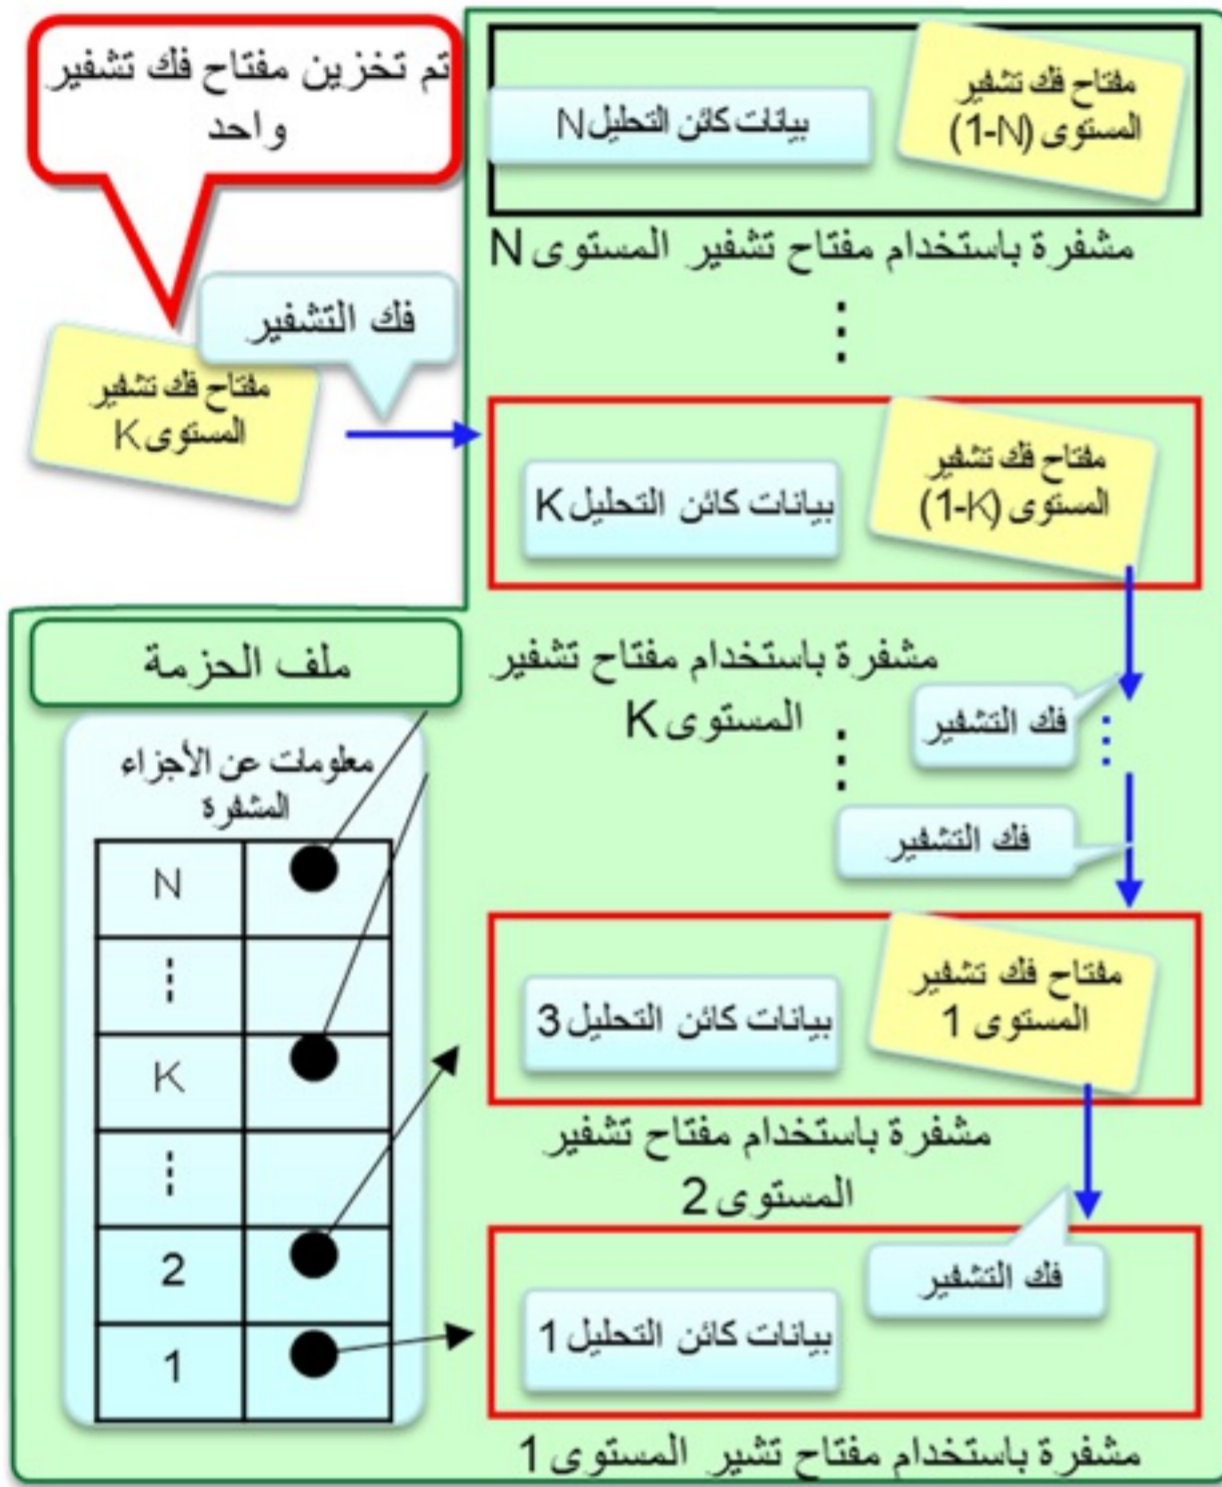 تم تخزين مفتاح فك تشفير
واحد
مفتاح فك تشفير
المستوى (N-1)
بيانات كائن التحليل N
مشفرة باستخدام مفتاح تشفير المستوى N
فك التشفير
مفتاح فك تشفير
المستوى K
مفتاح فك تشفير
المستوى (K-1)
بيانات كائن التحليل K
مشفرة باستخدام مفتاح تشفير
المستوى K
فك التشفير
فك التشفير
ملف الحزمة
معلومات عن الأجزاء
المشفرة
N
K
2
1
مفتاح فك تشفير
المستوى 1
بيانات كائن التحليل 3
مشفرة باستخدام مفتاح تشفير
المستوى 2
فك التشفير
بيانات كائن التحليل 1
مشفرة باستخدام مفتاح تشير المستوى 1